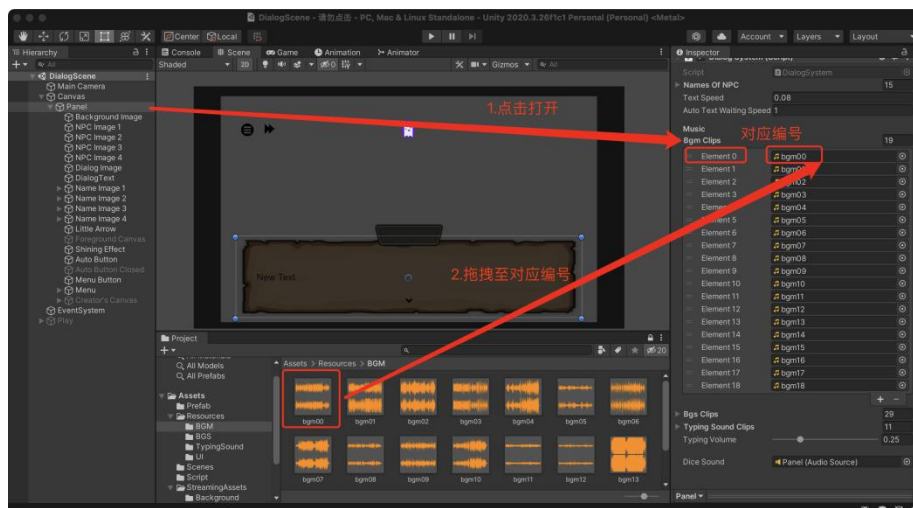 DialogScene - 请勿点击 - PC, Mac & Linux Standalone - Unity 2020.3.26f1c1 Personal (Personal) <Metal>
Center
Local
Account
Layers
Layout
Hierarchy
All
DialogScene
Main Camera
Canvas
Panel
Background Image
NPC Image 1
NPC Image 2
NPC Image 3
NPC Image 4
Dialog Image
DialogText
Name Image 1
Name Image 2
Name Image 3
Name Image 4
Little Arrow
Foreground Canvas
Shining Effect
Auto Button
Auto Button Closed
Menu Button
Menu
Creator's Canvas
EventSystem
Play
Console
Scene
Game
Animation
Animator
Shaded
2D
0
Gizmos
All
1.点击打开
New Text
2.拖拽至对应编号
Project
20
All Models
All Prefabs
Assets
Prefab
Resources
BGM
BGS
TypingSound
UI
Scenes
Script
StreamingAssets
Background
Assets > Resources > BGM
bgm00
bgm01
bgm02
bgm03
bgm04
bgm05
bgm06
bgm07
bgm08
bgm09
bgm10
bgm11
bgm12
bgm13
Inspector
Script
DialogSystem
Names Of NPC
15
Text Speed
0.08
Auto Text Waiting Speed 1
Music
对应编号
Bgm Clips
19
Element 0
bgm00
Element 1
Element 2
Element 3
bgm03
bgm04
Element 5
bgm05
Element 6
bgm06
Element 7
bgm07
Element 8
bgm08
Element 9
bgm09
Element 10
bgm10
Element 11
bgm11
Element 12
bgm12
Element 13
bgm13
Element 14
bgm14
Element 15
bgm15
Element 16
bgm16
Element 17
bgm17
Element 18
bgm18
Bgs Clips
29
Typing Sound Clips
11
Typing Volume
0.25
Dice Sound
Panel (Audio Source)
Panel